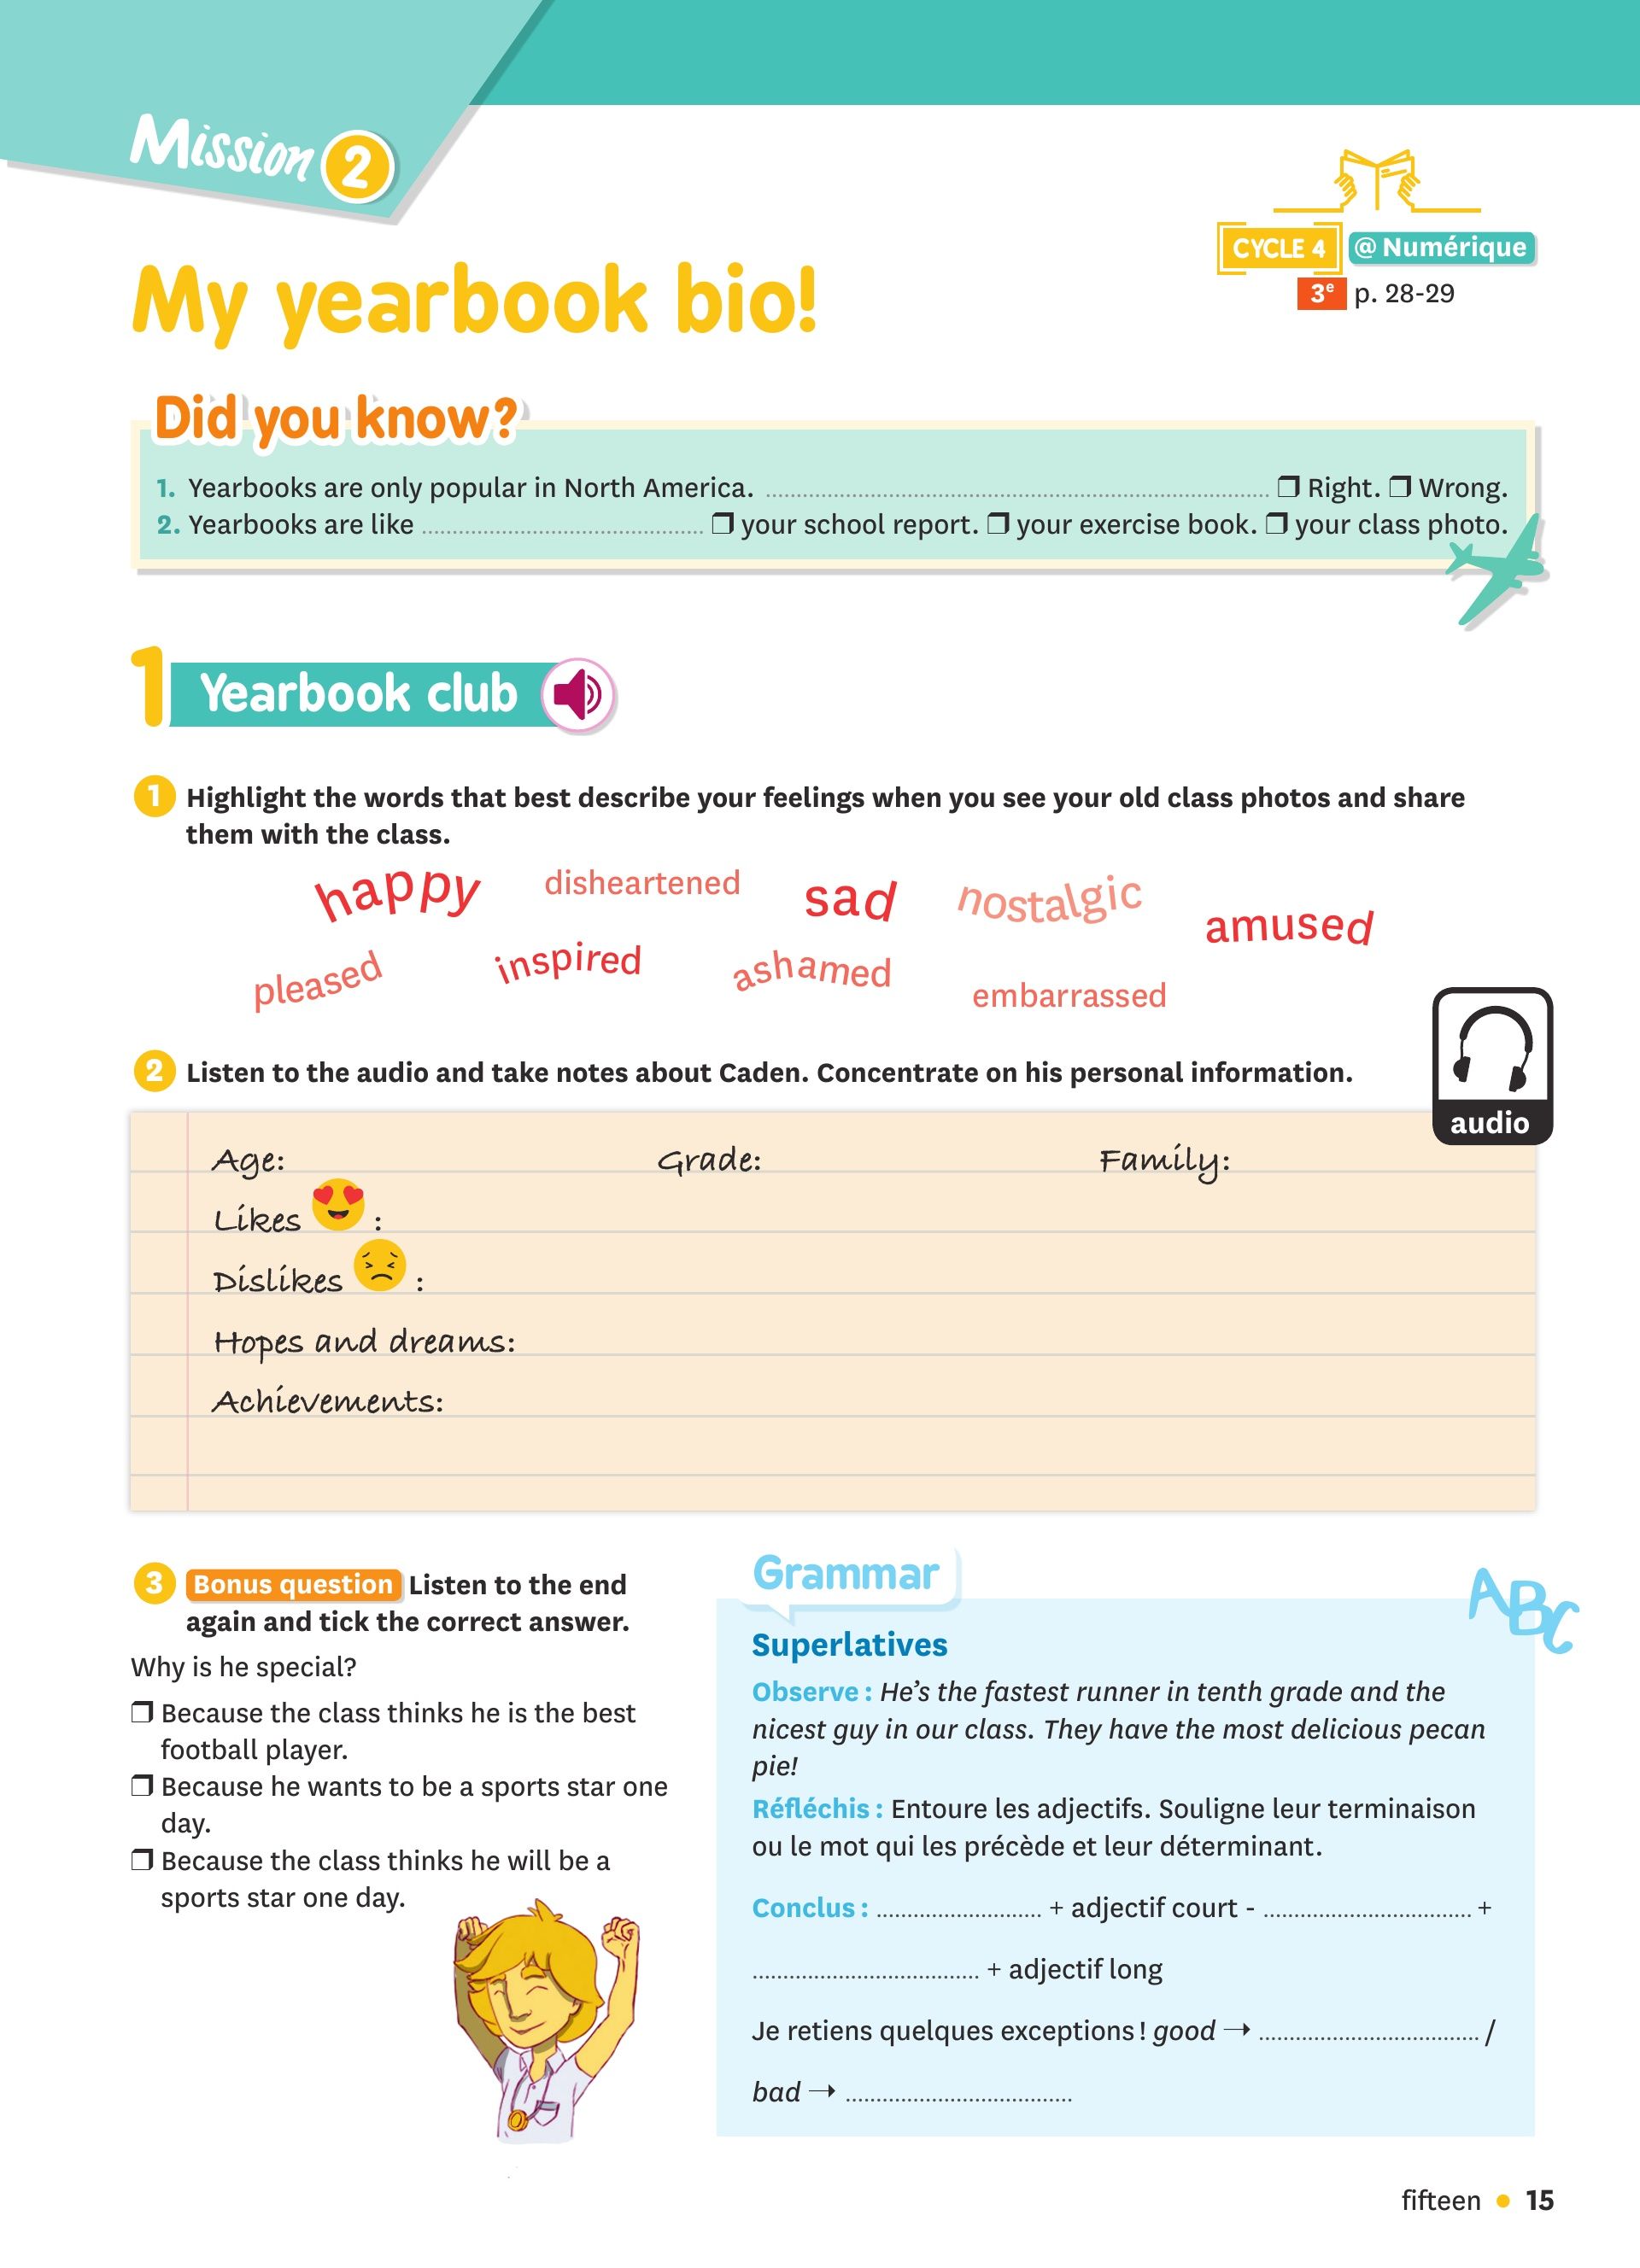 Mission 2
CYCLE 4 @ Numérique
3e p. 28-29
My yearbook bio!
Did you know?
1. Yearbooks are only popular in North America. ........................................ ❒ Right. ❒ Wrong.
2. Yearbooks are like ........................................ ❒ your school report. ❒ your exercise book. ❒ your class photo.
1 Yearbook club
1 Highlight the words that best describe your feelings when you see your old class photos and share
them with the class.
happy disheartened sad nostalgic amused
pleased inspired ashamed embarrassed
2 Listen to the audio and take notes about Caden. Concentrate on his personal information.
audio
Age: Grade: Family:
Likes :
Dislikes :
Hopes and dreams:
Achievements:
3 Bonus question Listen to the end
again and tick the correct answer.
Why is he special?
❒ Because the class thinks he is the best
football player.
❒ Because he wants to be a sports star one
day.
❒ Because the class thinks he will be a
sports star one day.
Grammar
ABC
Superlatives
Observe : He's the fastest runner in tenth grade and the
nicest guy in our class. They have the most delicious pecan
pie!
Réfléchis : Entoure les adjectifs. Souligne leur terminaison
ou le mot qui les précède et leur déterminant.
Conclus : ........................ + adjectif court - ........................ +
........................ + adjectif long
Je retiens quelques exceptions ! good → ........................ /
bad → ........................
fifteen • 15